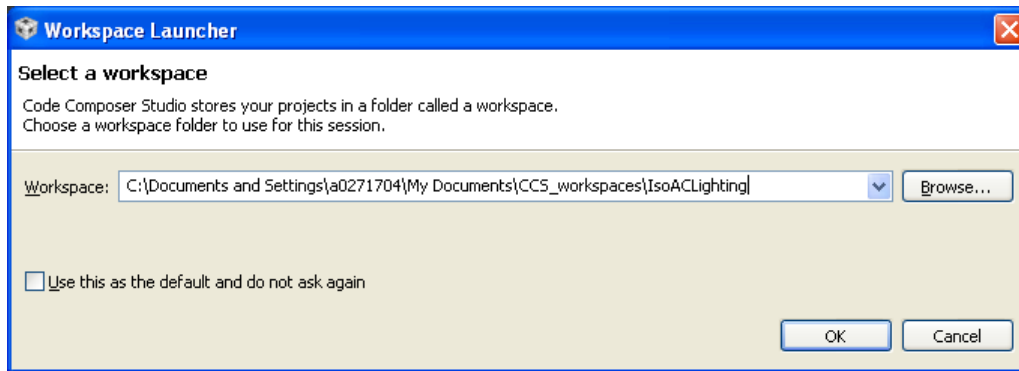 Workspace Launcher
Select a workspace
Code Composer Studio stores your projects in a folder called a workspace.
Choose a workspace folder to use for this session.
Workspace: C:\Documents and Settings\a0271704\My Documents\CCS_workspaces\IsoACLighting Browse...
Use this as the default and do not ask again
OK Cancel